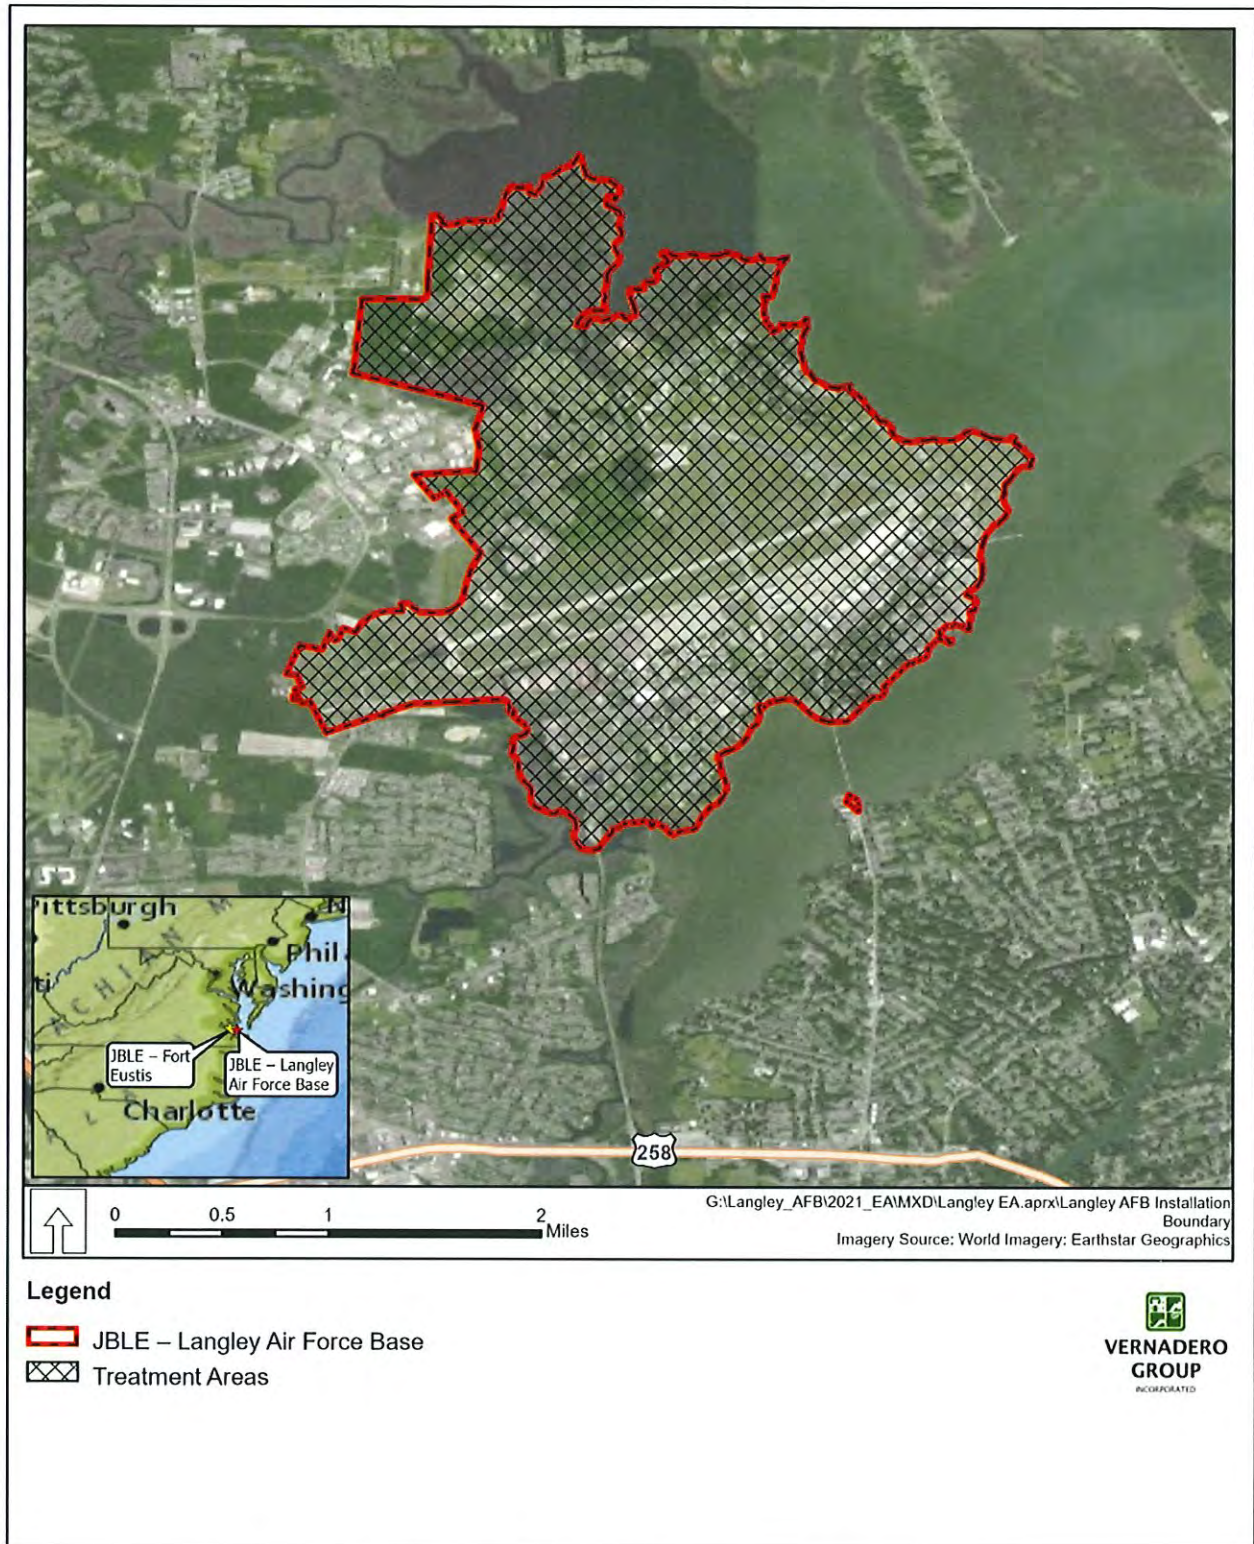 258
ittsburgh
M
N
Phil
Washing
ti
A
C H I A N
Charlotte
JBLE – Fort
Eustis
JBLE – Langley
Air Force Base
0 0.5 1 2
Miles
G:\Langley_AFB\2021_EA\MXD\Langley EA.aprx\Langley AFB Installation
Boundary
Imagery Source: World Imagery: Earthstar Geographics
Legend
JBLE – Langley Air Force Base
Treatment Areas
VERNADERO
GROUP
INCORPORATED